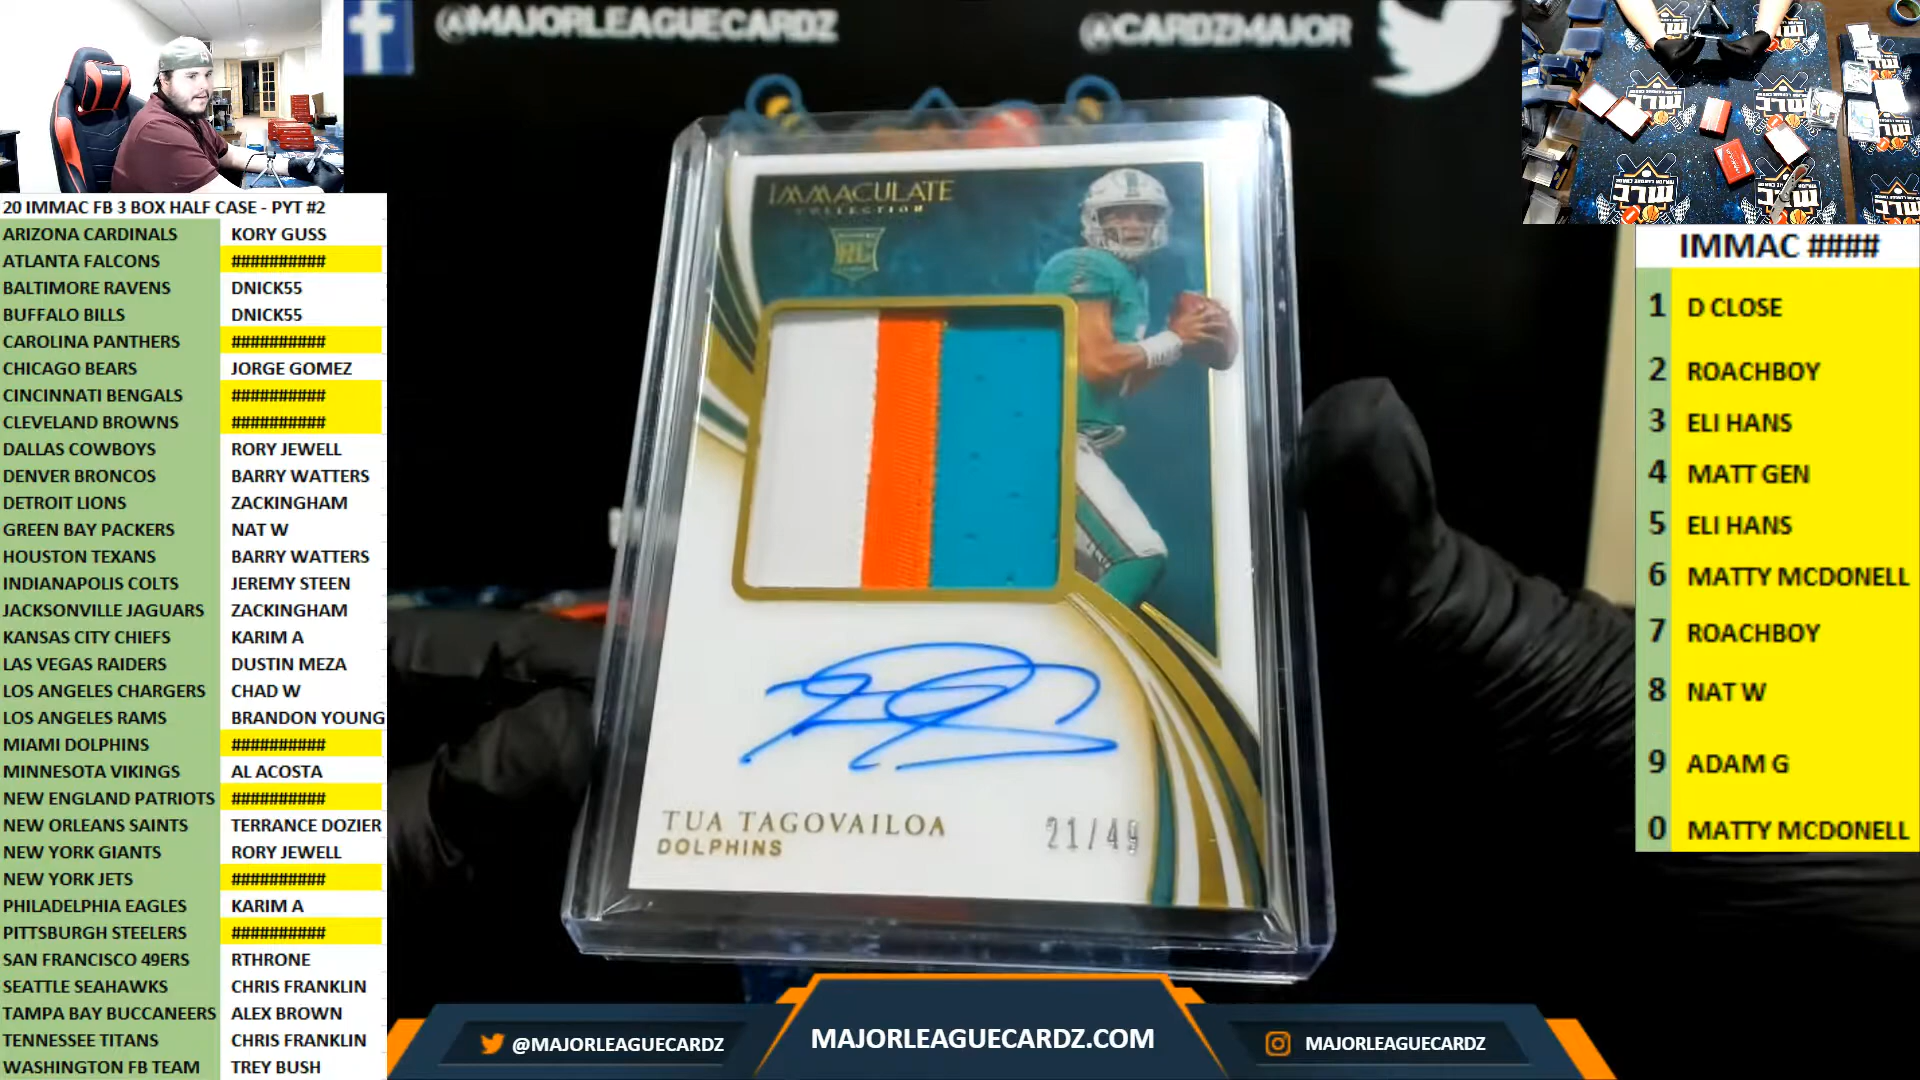 @MAJORLEAGUECARDZ
@CARDZMAJOR
20 IMMAC FB 3 BOX HALF CASE - PYT #2
ARIZONA CARDINALS KORY GUSS
ATLANTA FALCONS ##########
BALTIMORE RAVENS DNICK55
BUFFALO BILLS DNICK55
CAROLINA PANTHERS ##########
CHICAGO BEARS JORGE GOMEZ
CINCINNATI BENGALS ##########
CLEVELAND BROWNS ##########
DALLAS COWBOYS RORY JEWELL
DENVER BRONCOS BARRY WATTERS
DETROIT LIONS ZACKINGHAM
GREEN BAY PACKERS NAT W
HOUSTON TEXANS BARRY WATTERS
INDIANAPOLIS COLTS JEREMY STEEN
JACKSONVILLE JAGUARS ZACKINGHAM
KANSAS CITY CHIEFS KARIM A
LAS VEGAS RAIDERS DUSTIN MEZA
LOS ANGELES CHARGERS CHAD W
LOS ANGELES RAMS BRANDON YOUNG
MIAMI DOLPHINS ##########
MINNESOTA VIKINGS AL ACOSTA
NEW ENGLAND PATRIOTS ##########
NEW ORLEANS SAINTS TERRANCE DOZIER
NEW YORK GIANTS RORY JEWELL
NEW YORK JETS ##########
PHILADELPHIA EAGLES KARIM A
PITTSBURGH STEELERS ##########
SAN FRANCISCO 49ERS RTHRONE
SEATTLE SEAHAWKS CHRIS FRANKLIN
TAMPA BAY BUCCANEERS ALEX BROWN
TENNESSEE TITANS CHRIS FRANKLIN
WASHINGTON FB TEAM TREY BUSH
IMMACULATE
COLLECTION
RC
TUA TAGOVAILOA
DOLPHINS
21/49
IMMAC ####
1 D CLOSE
2 ROACHBOY
3 ELI HANS
4 MATT GEN
5 ELI HANS
6 MATTY MCDONELL
7 ROACHBOY
8 NAT W
9 ADAM G
0 MATTY MCDONELL
@MAJORLEAGUECARDZ
MAJORLEAGUECARDZ.COM
MAJORLEAGUECARDZ